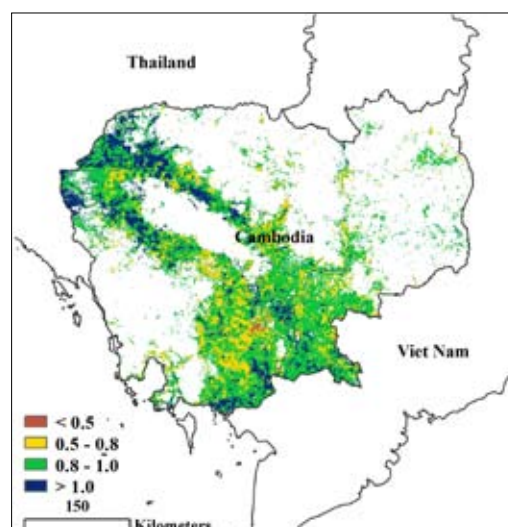 Thailand
Cambodia
Viet Nam
< 0.5
0.5 - 0.8
0.8 - 1.0
> 1.0
150
Kilometers